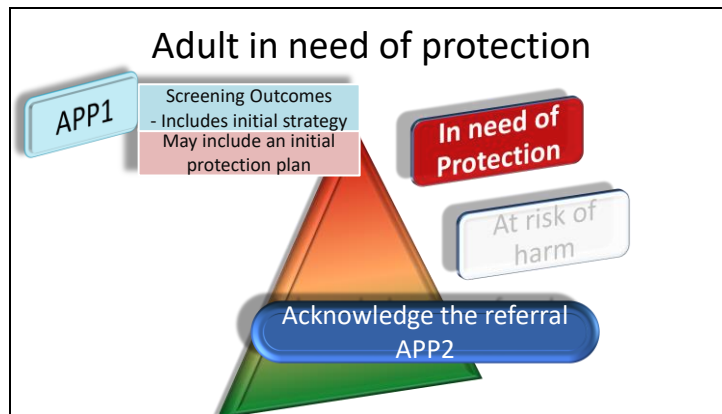 Adult in need of protection
APP1
Screening Outcomes
- Includes initial strategy
May include an initial
protection plan
In need of
Protection
At risk of
harm
Acknowledge the referral
APP2